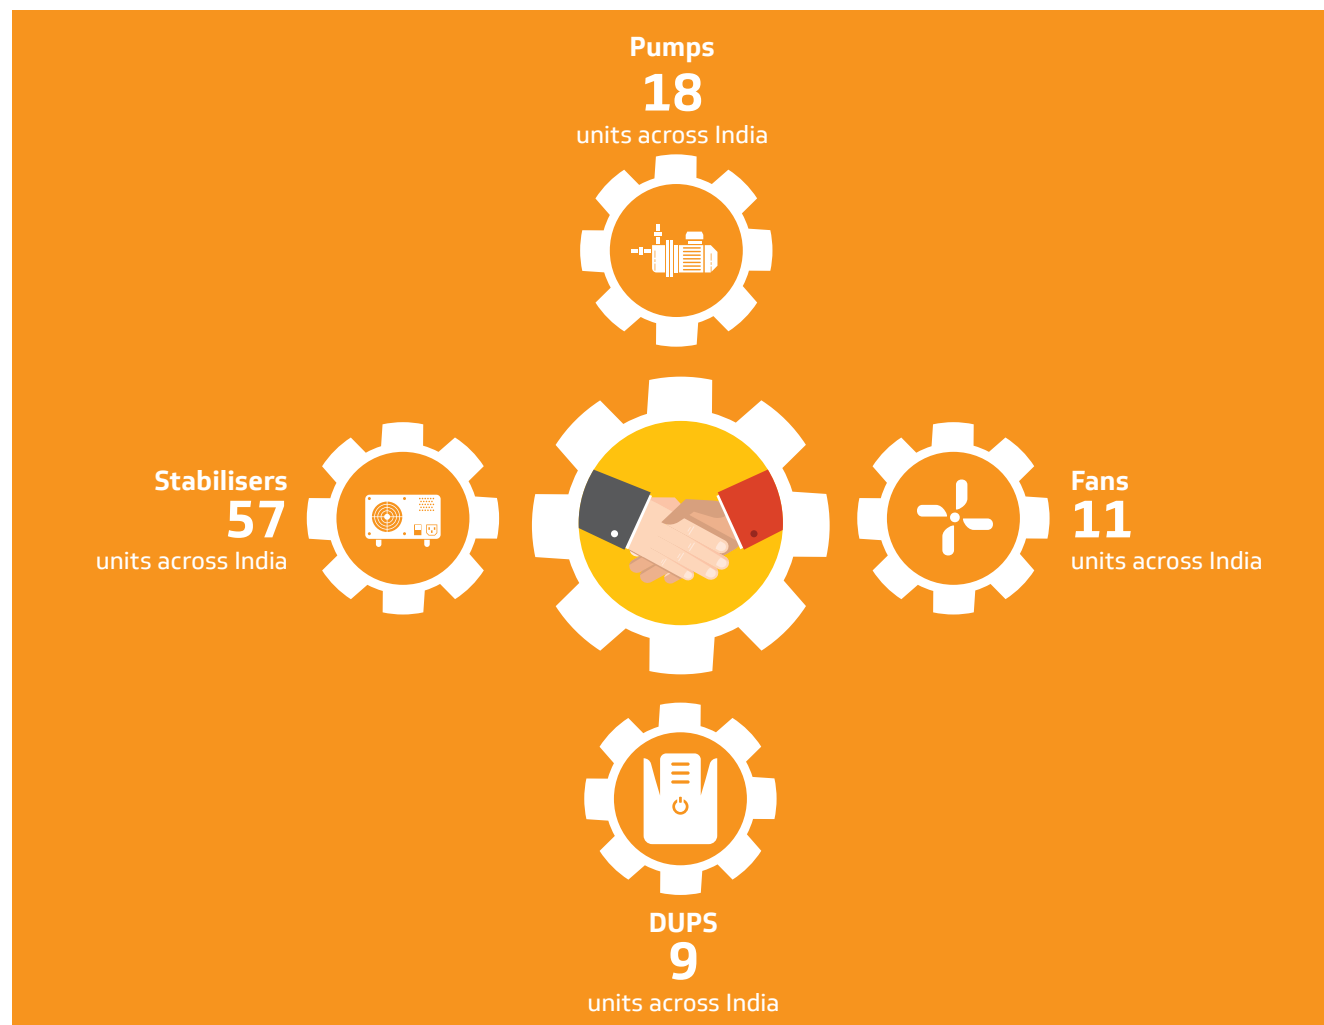 Pumps
18
units across India
Stabilisers
57
units across India
Fans
11
units across India
DUPS
9
units across India